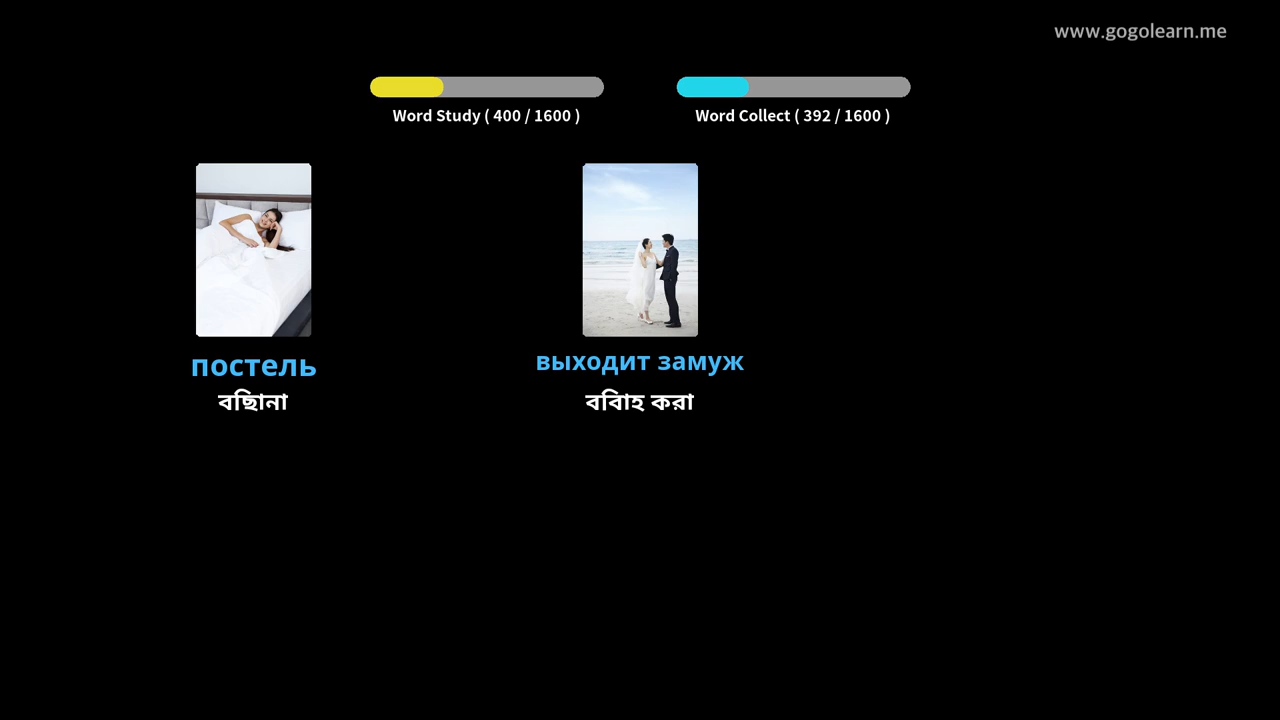 www.gogolearn.me
Word Study ( 400 / 1600 )
Word Collect ( 392 / 1600 )
постель
выходит замуж
বিছানা
বিবাহ করা